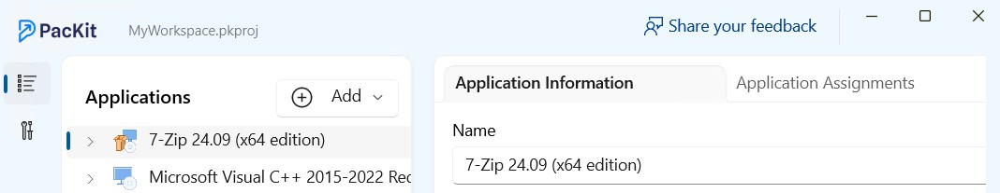 PacKit
MyWorkspace.pkproj
Share your feedback
Applications
Add
7-Zip 24.09 (x64 edition)
Microsoft Visual C++ 2015-2022
Application Information
Application Assignments
Name
7-Zip 24.09 (x64 edition)